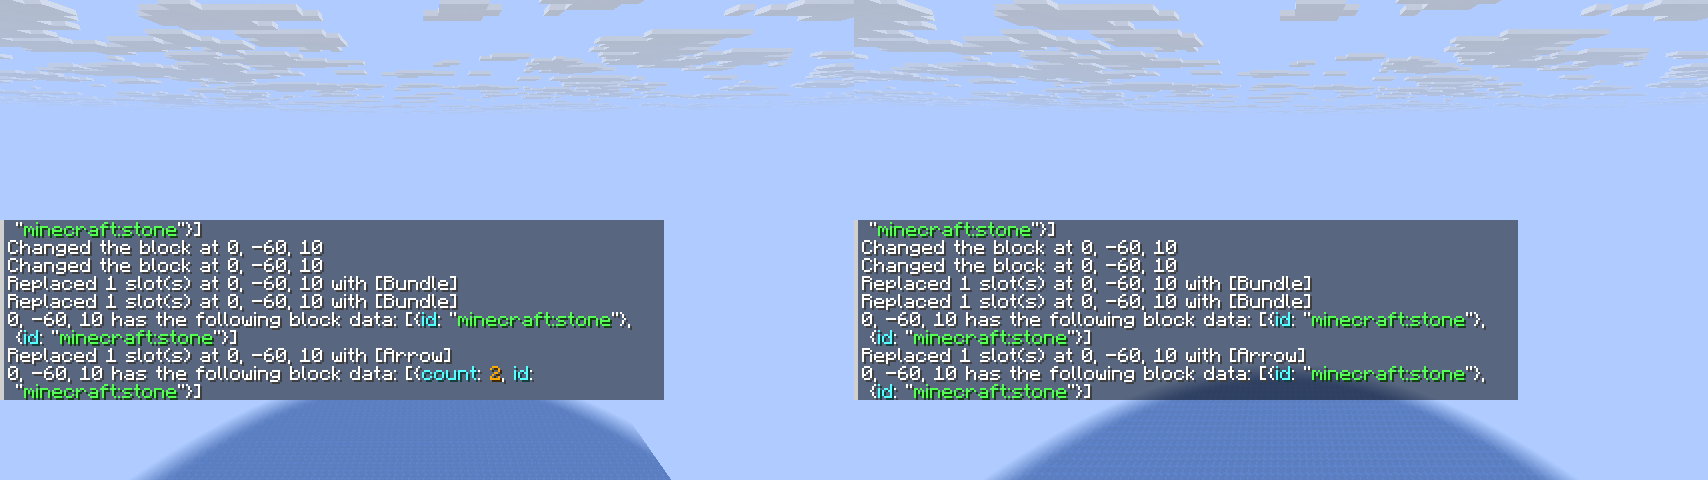 "minecraft:stone"}]
Changed the block at 0, -60, 10
Changed the block at 0, -60, 10
Replaced 1 slot(s) at 0, -60, 10 with [Bundle]
Replaced 1 slot(s) at 0, -60, 10 with [Bundle]
0, -60, 10 has the following block data: [{id: "minecraft:stone"},
{id: "minecraft:stone"}]
Replaced 1 slot(s) at 0, -60, 10 with [Arrow]
0, -60, 10 has the following block data: [{count: 2, id:
"minecraft:stone"}]
"minecraft:stone"}]
Changed the block at 0, -60, 10
Changed the block at 0, -60, 10
Replaced 1 slot(s) at 0, -60, 10 with [Bundle]
Replaced 1 slot(s) at 0, -60, 10 with [Bundle]
0, -60, 10 has the following block data: [{id: "minecraft:stone"},
{id: "minecraft:stone"}]
Replaced 1 slot(s) at 0, -60, 10 with [Arrow]
0, -60, 10 has the following block data: [{id: "minecraft:stone"},
{id: "minecraft:stone"}]